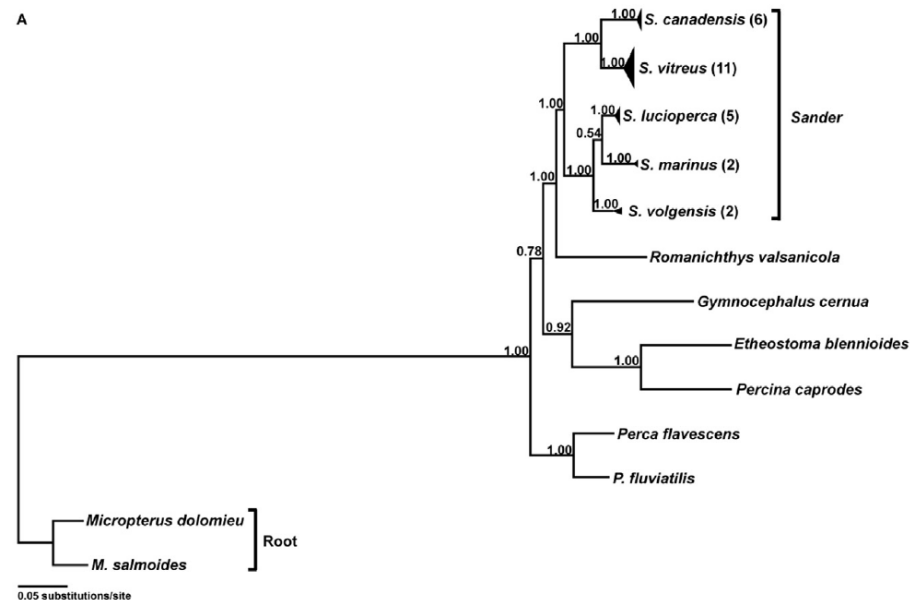 A
1.00
S. canadensis (6)
1.00
1.00
S. vitreus (11)
1.00
1.00
S. lucioperca (5)
Sander
0.54
1.00
S. marinus (2)
1.00
1.00
1.00
S. volgensis (2)
0.78
Romanichthys valsanicola
Gymnocephalus cernua
0.92
Etheostoma blennioides
1.00
1.00
Percina caprodes
Perca flavescens
1.00
P. fluviatilis
Micropterus dolomieu
Root
M. salmoides
0.05 substitutions/site